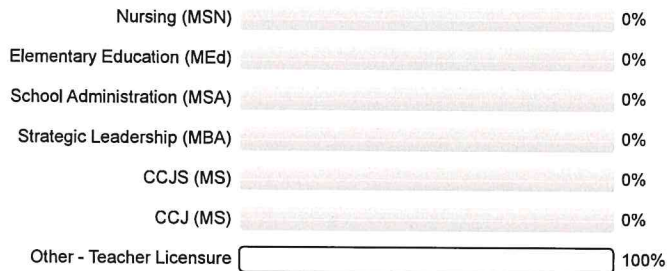 Nursing (MSN) 0%
Elementary Education (MEd) 0%
School Administration (MSA) 0%
Strategic Leadership (MBA) 0%
CCJS (MS) 0%
CCJ (MS) 0%
Other - Teacher Licensure 100%